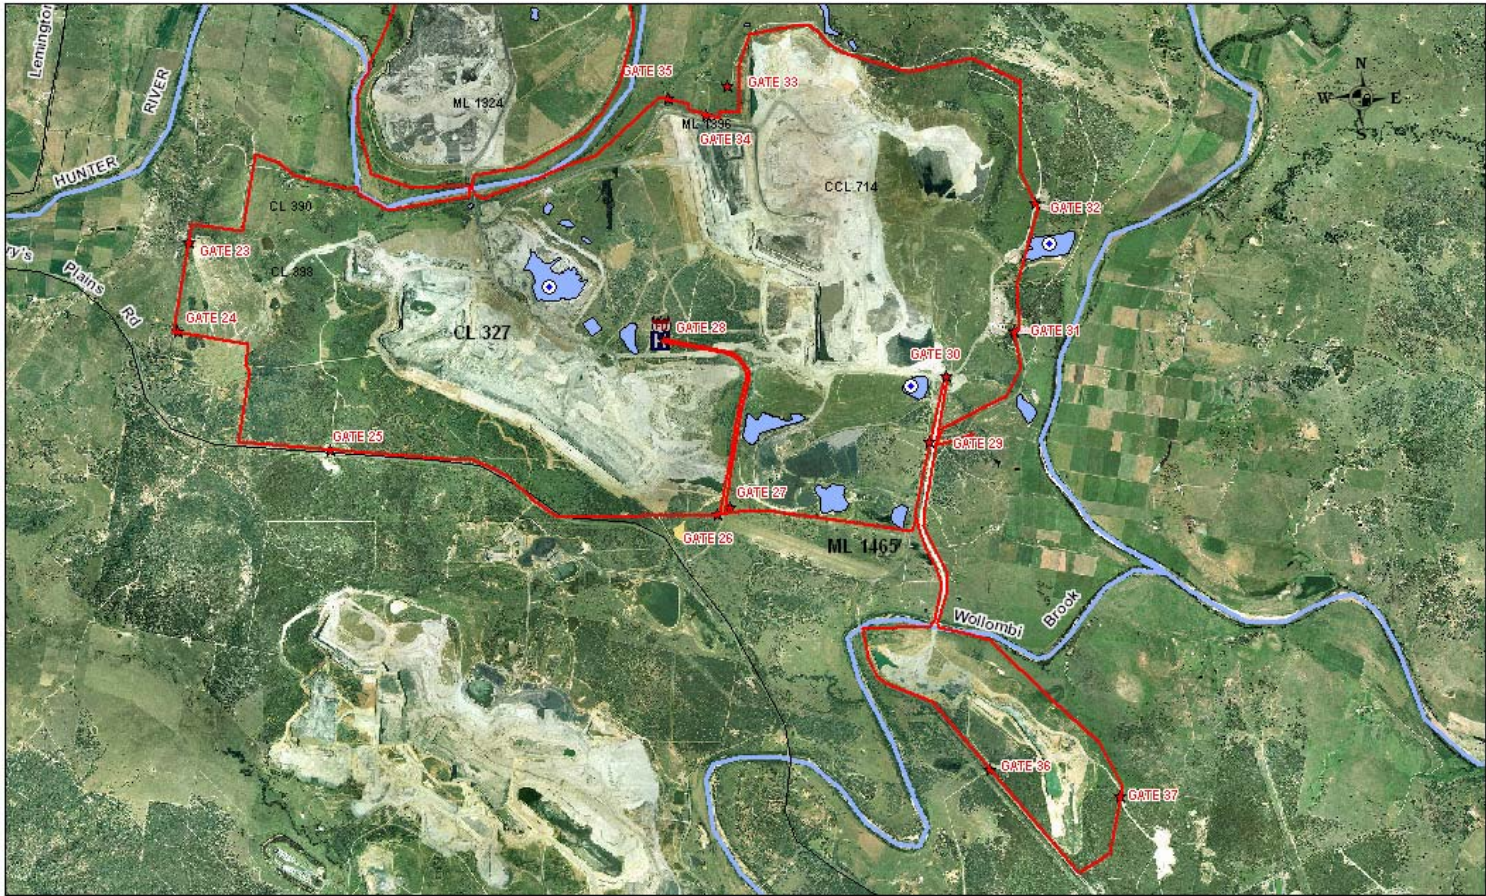 Lemington
RIVER
HUNTER
ML 1324
GATE 35
GATE 33
ML 1396
GATE 34
N
W E
S
CCL 714
CL 390
GATE 32
GATE 23
CL 398
ry's
Plains
Rd
GATE 24
CL 327
GATE 28
GATE 31
GATE 30
GATE 25
GATE 29
GATE 27
GATE 26
ML 1465
Wollombi
Brook
GATE 36
GATE 37